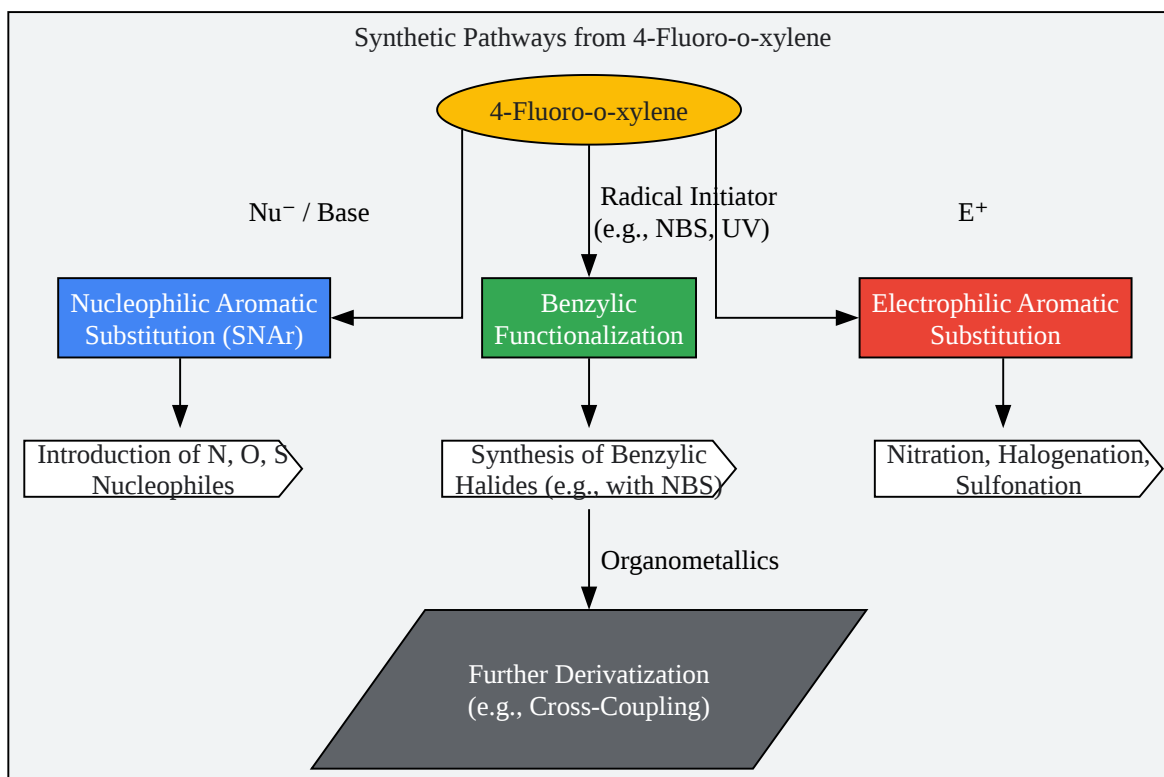 Synthetic Pathways from 4-Fluoro-o-xylene
4-Fluoro-o-xylene
Nu⁻ / Base
Radical Initiator
(e.g., NBS, UV)
E⁺
Nucleophilic Aromatic
Substitution (SNAr)
Benzylic
Functionalization
Electrophilic Aromatic
Substitution
Introduction of N, O, S
Nucleophiles
Synthesis of Benzylic
Halides (e.g., with NBS)
Nitration, Halogenation,
Sulfonation
Organometallics
Further Derivatization
(e.g., Cross-Coupling)